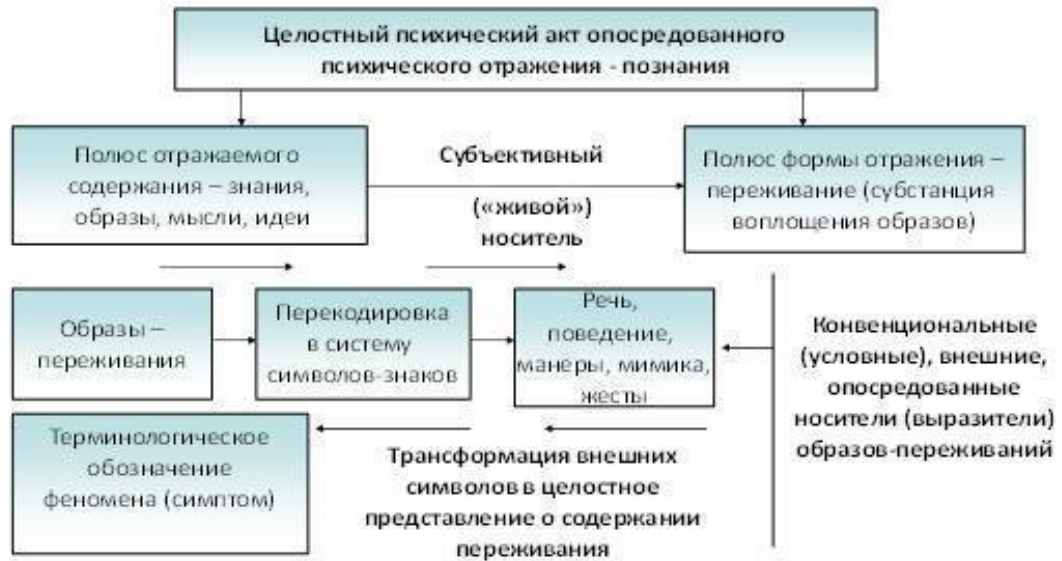 Целостный психический акт опосредованного
психического отражения - познания
Полюс отражаемого
содержания – знания,
образы, мысли, идеи
Субъективный
(«живой»)
носитель
Полюс формы отражения –
переживание (субстанция
воплощения образов)
Образы –
переживания
Перекодировка
в систему
символов-знаков
Речь,
поведение,
манеры, мимика,
жесты
Конвенциональные
(условные), внешние,
опосредованные
носители (выразители)
образов-переживаний
Терминологическое
обозначение
феномена (симптом)
Трансформация внешних
символов в целостное
представление о содержании
переживания